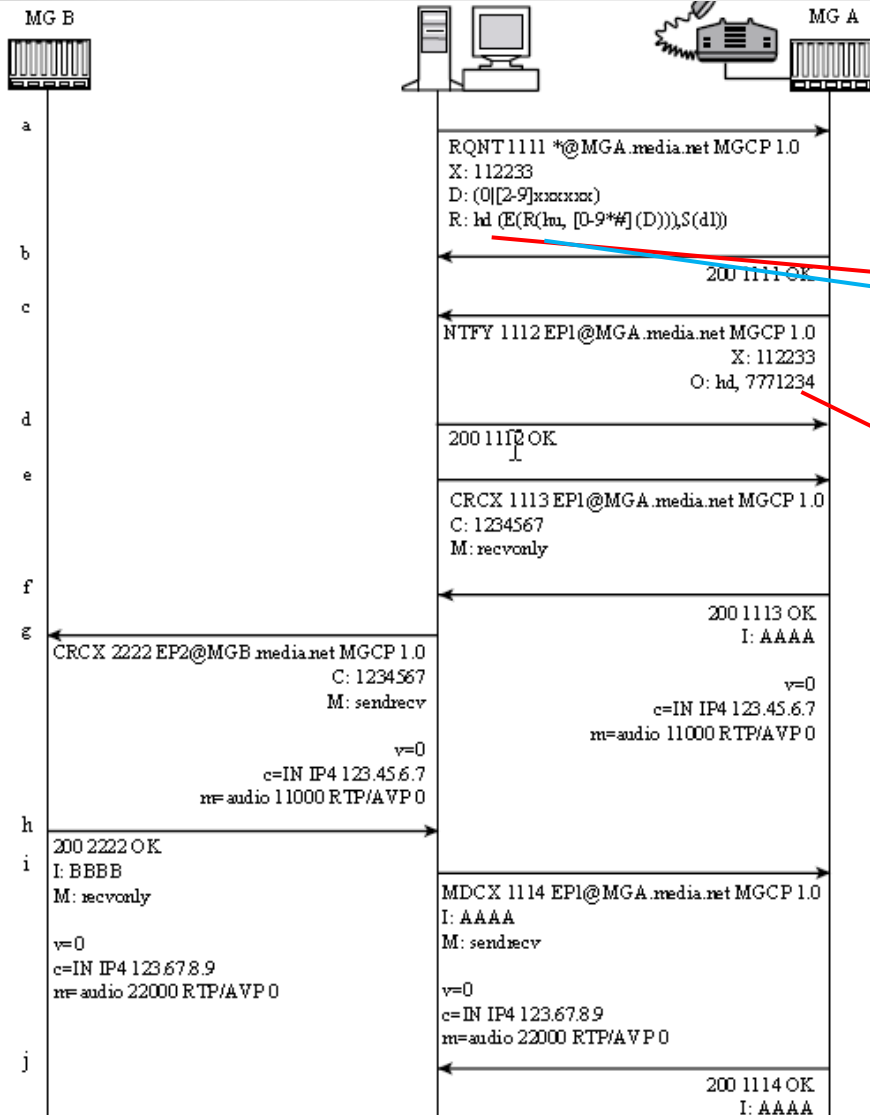 MG B
MG A
a
RQNT 1111 *@MGA.media.net MGCP 1.0
X: 112233
D: (0|[2-9]xxxxxx)
R: hd (E(R(hu, [0-9*#] (D))),S(dl))
b
200 1111 OK
c
NTFY 1112 EP1@MGA.media.net MGCP 1.0
X: 112233
O: hd, 7771234
d
200 1112 OK
e
CRCX 1113 EP1@MGA.media.net MGCP 1.0
C: 1234567
M: recvonly
f
200 1113 OK
I: AAAA
v=0
c=IN IP4 123.45.6.7
m=audio 11000 RTP/AVP 0
g
CRCX 2222 EP2@MGB.media.net MGCP 1.0
C: 1234567
M: sendrecv
v=0
c=IN IP4 123.45.6.7
m=audio 11000 RTP/AVP 0
h
200 2222 OK
I: BBBB
M: recvonly
v=0
c=IN IP4 123.67.8.9
m=audio 22000 RTP/AVP 0
i
MDCX 1114 EP1@MGA.media.net MGCP 1.0
I: AAAA
M: sendrecv
v=0
c=IN IP4 123.67.8.9
m=audio 22000 RTP/AVP 0
j
200 1114 OK
I: AAAA